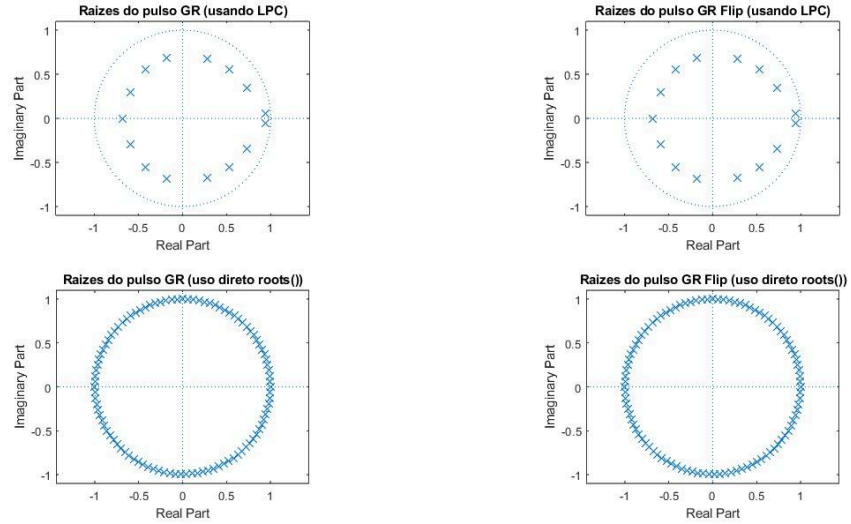 Raizes do pulso GR (usando LPC)
1
0.5
0
-0.5
-1
Imaginary Part
-1 -0.5 0 0.5 1
Real Part
Raizes do pulso GR Flip (usando LPC)
1
0.5
0
-0.5
-1
Imaginary Part
-1 -0.5 0 0.5 1
Real Part
Raizes do pulso GR (uso direto roots())
1
0.5
0
-0.5
-1
Imaginary Part
-1 -0.5 0 0.5 1
Real Part
Raizes do pulso GR Flip (uso direto roots())
1
0.5
0
-0.5
-1
Imaginary Part
-1 -0.5 0 0.5 1
Real Part